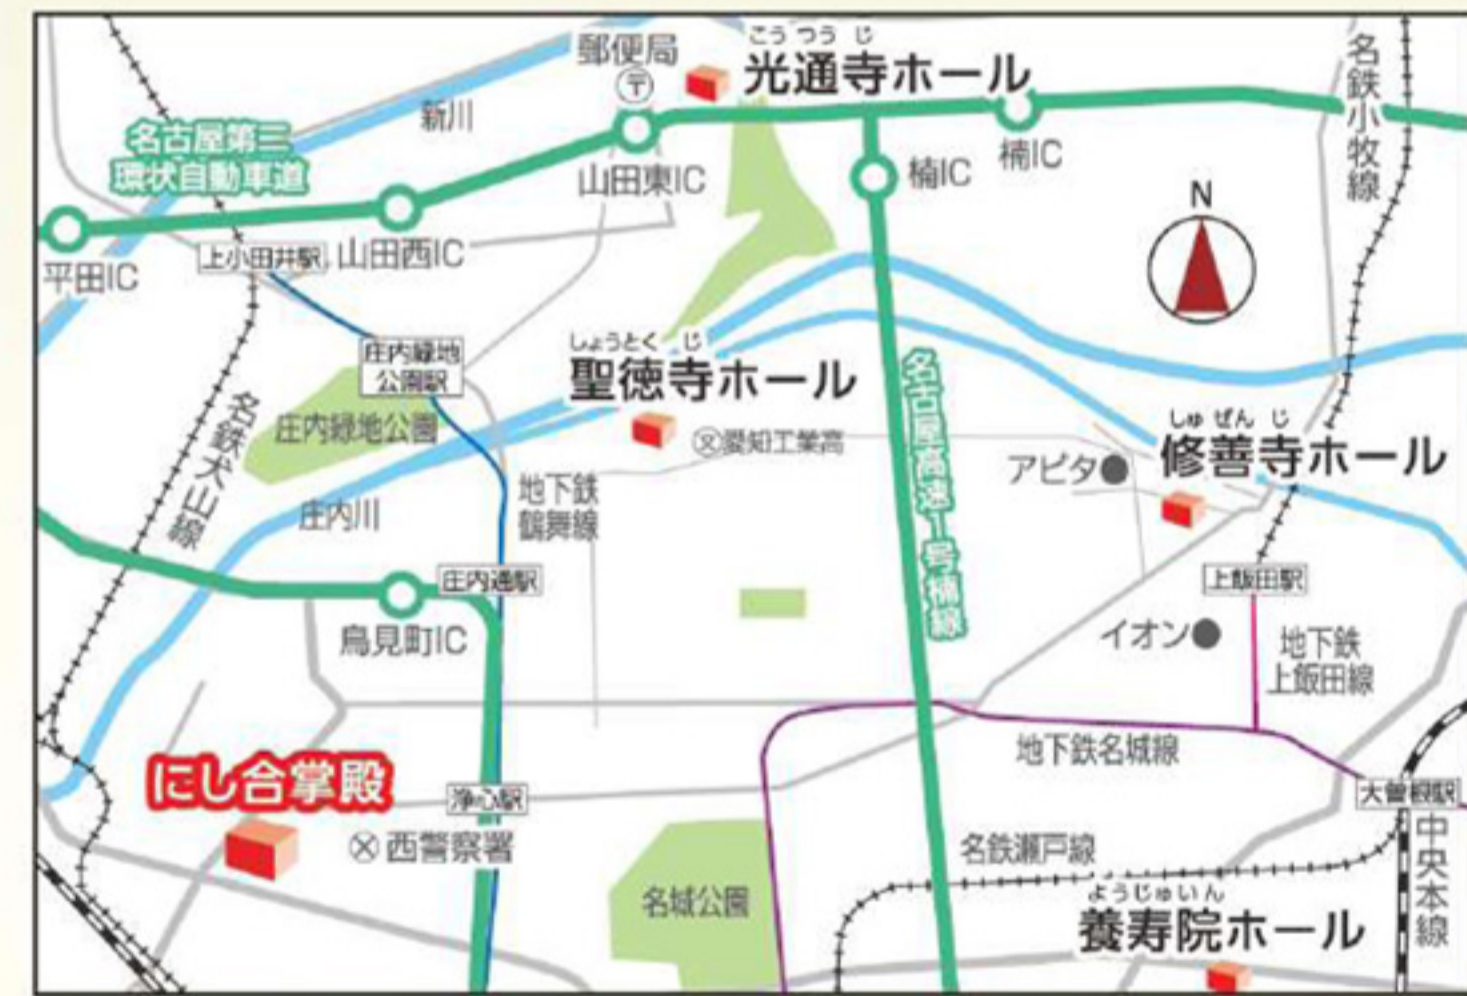 こうつうじ
光通寺ホール
郵便局
〒
名鉄小牧線
新川
名古屋第二
環状自動車道
山田東IC
楠IC
楠IC
N
上小田井駅
山田西IC
平田IC
庄内緑地
公園駅
しょうとくじ
聖徳寺ホール
名古屋高速1号楠線
名鉄犬山線
庄内緑地公園
文愛知工業高
しゅぜんじ
修善寺ホール
アピタ
地下鉄
鶴舞線
庄内川
庄内通駅
上飯田駅
鳥見町IC
イオン
地下鉄
上飯田線
地下鉄名城線
にし合掌殿
浄心駅
大曽根駅
西警察署
名鉄瀬戸線
中央本線
名城公園
ようじゅいん
養寿院ホール